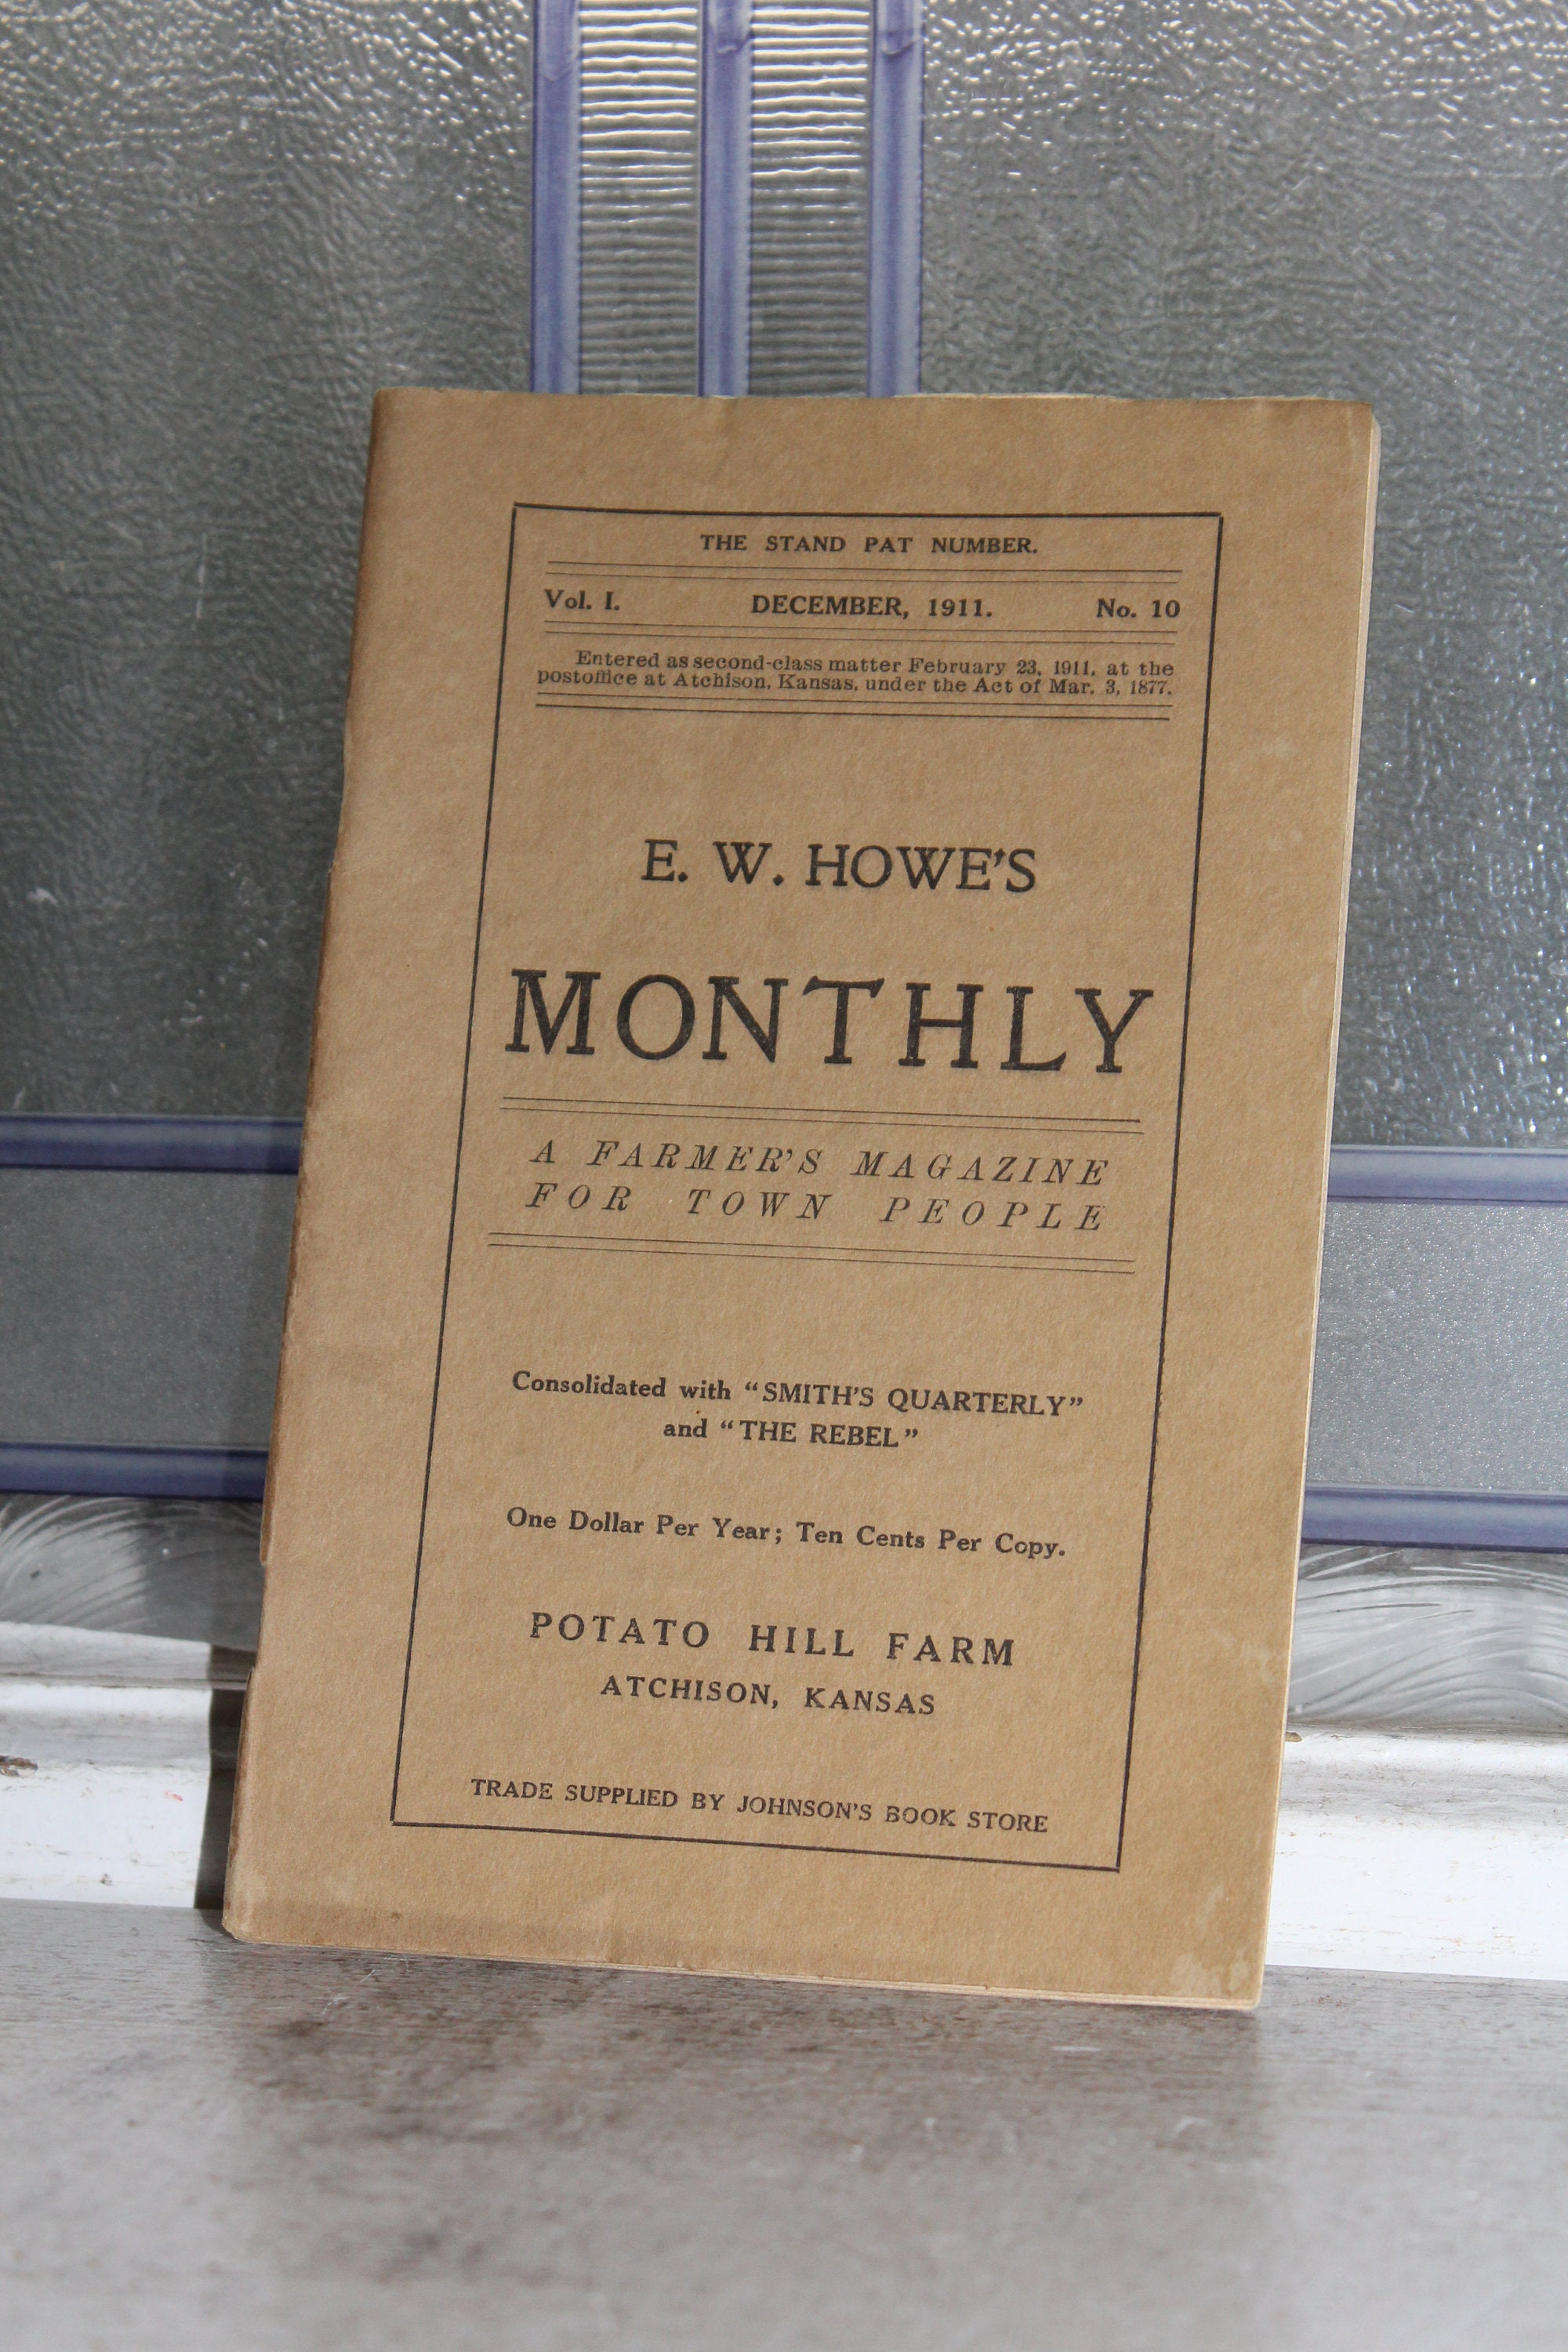 THE STAND PAT NUMBER.
Vol. I. DECEMBER, 1911. No. 10
Entered as second-class matter February 23, 1911, at the
postoffice at Atchison, Kansas, under the Act of Mar. 3, 1877.
E. W. HOWE'S
MONTHLY
A FARMER'S MAGAZINE
FOR TOWN PEOPLE
Consolidated with “SMITH'S QUARTERLY”
and “THE REBEL”
One Dollar Per Year; Ten Cents Per Copy.
POTATO HILL FARM
ATCHISON, KANSAS
TRADE SUPPLIED BY JOHNSON'S BOOK STORE